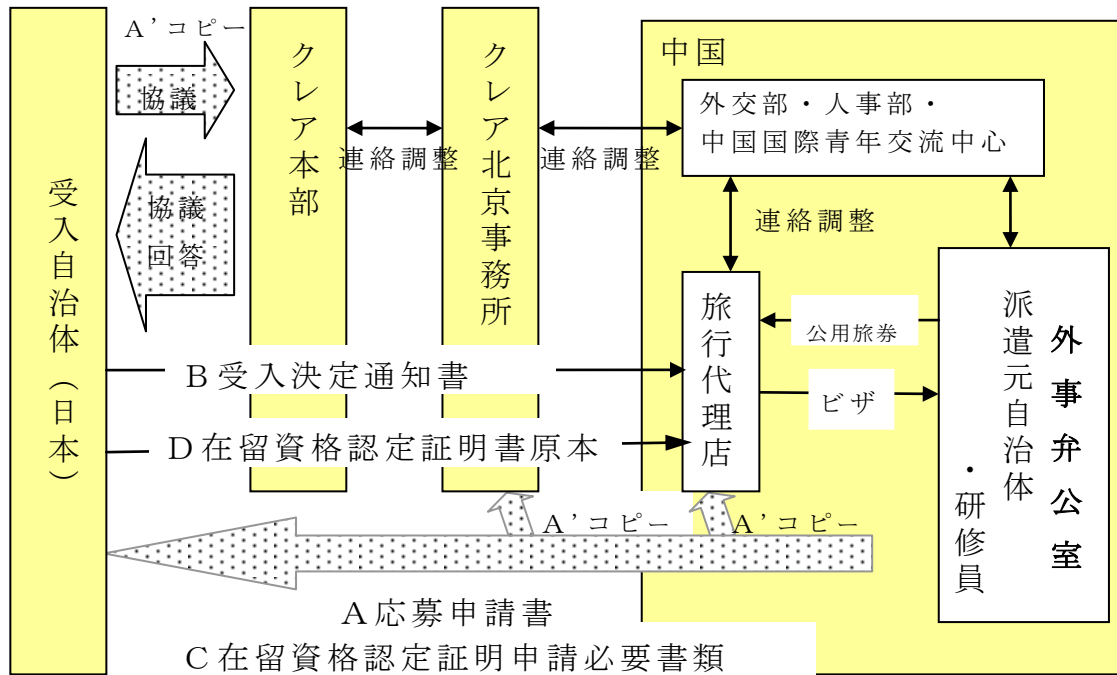 A’コピー
協議
協議
回答
受入自治体（日本）
クレア本部
連絡調整
クレア北京事務所
連絡調整
中国
外交部・人事部・
中国国際青年交流中心
連絡調整
旅行代理店
公用旅券
ビザ
外事弁公室
派遣元自治体
・研修員
B受入決定通知書
D在留資格認定証明書原本
A’コピー
A’コピー
A応募申請書
C在留資格認定証明申請必要書類